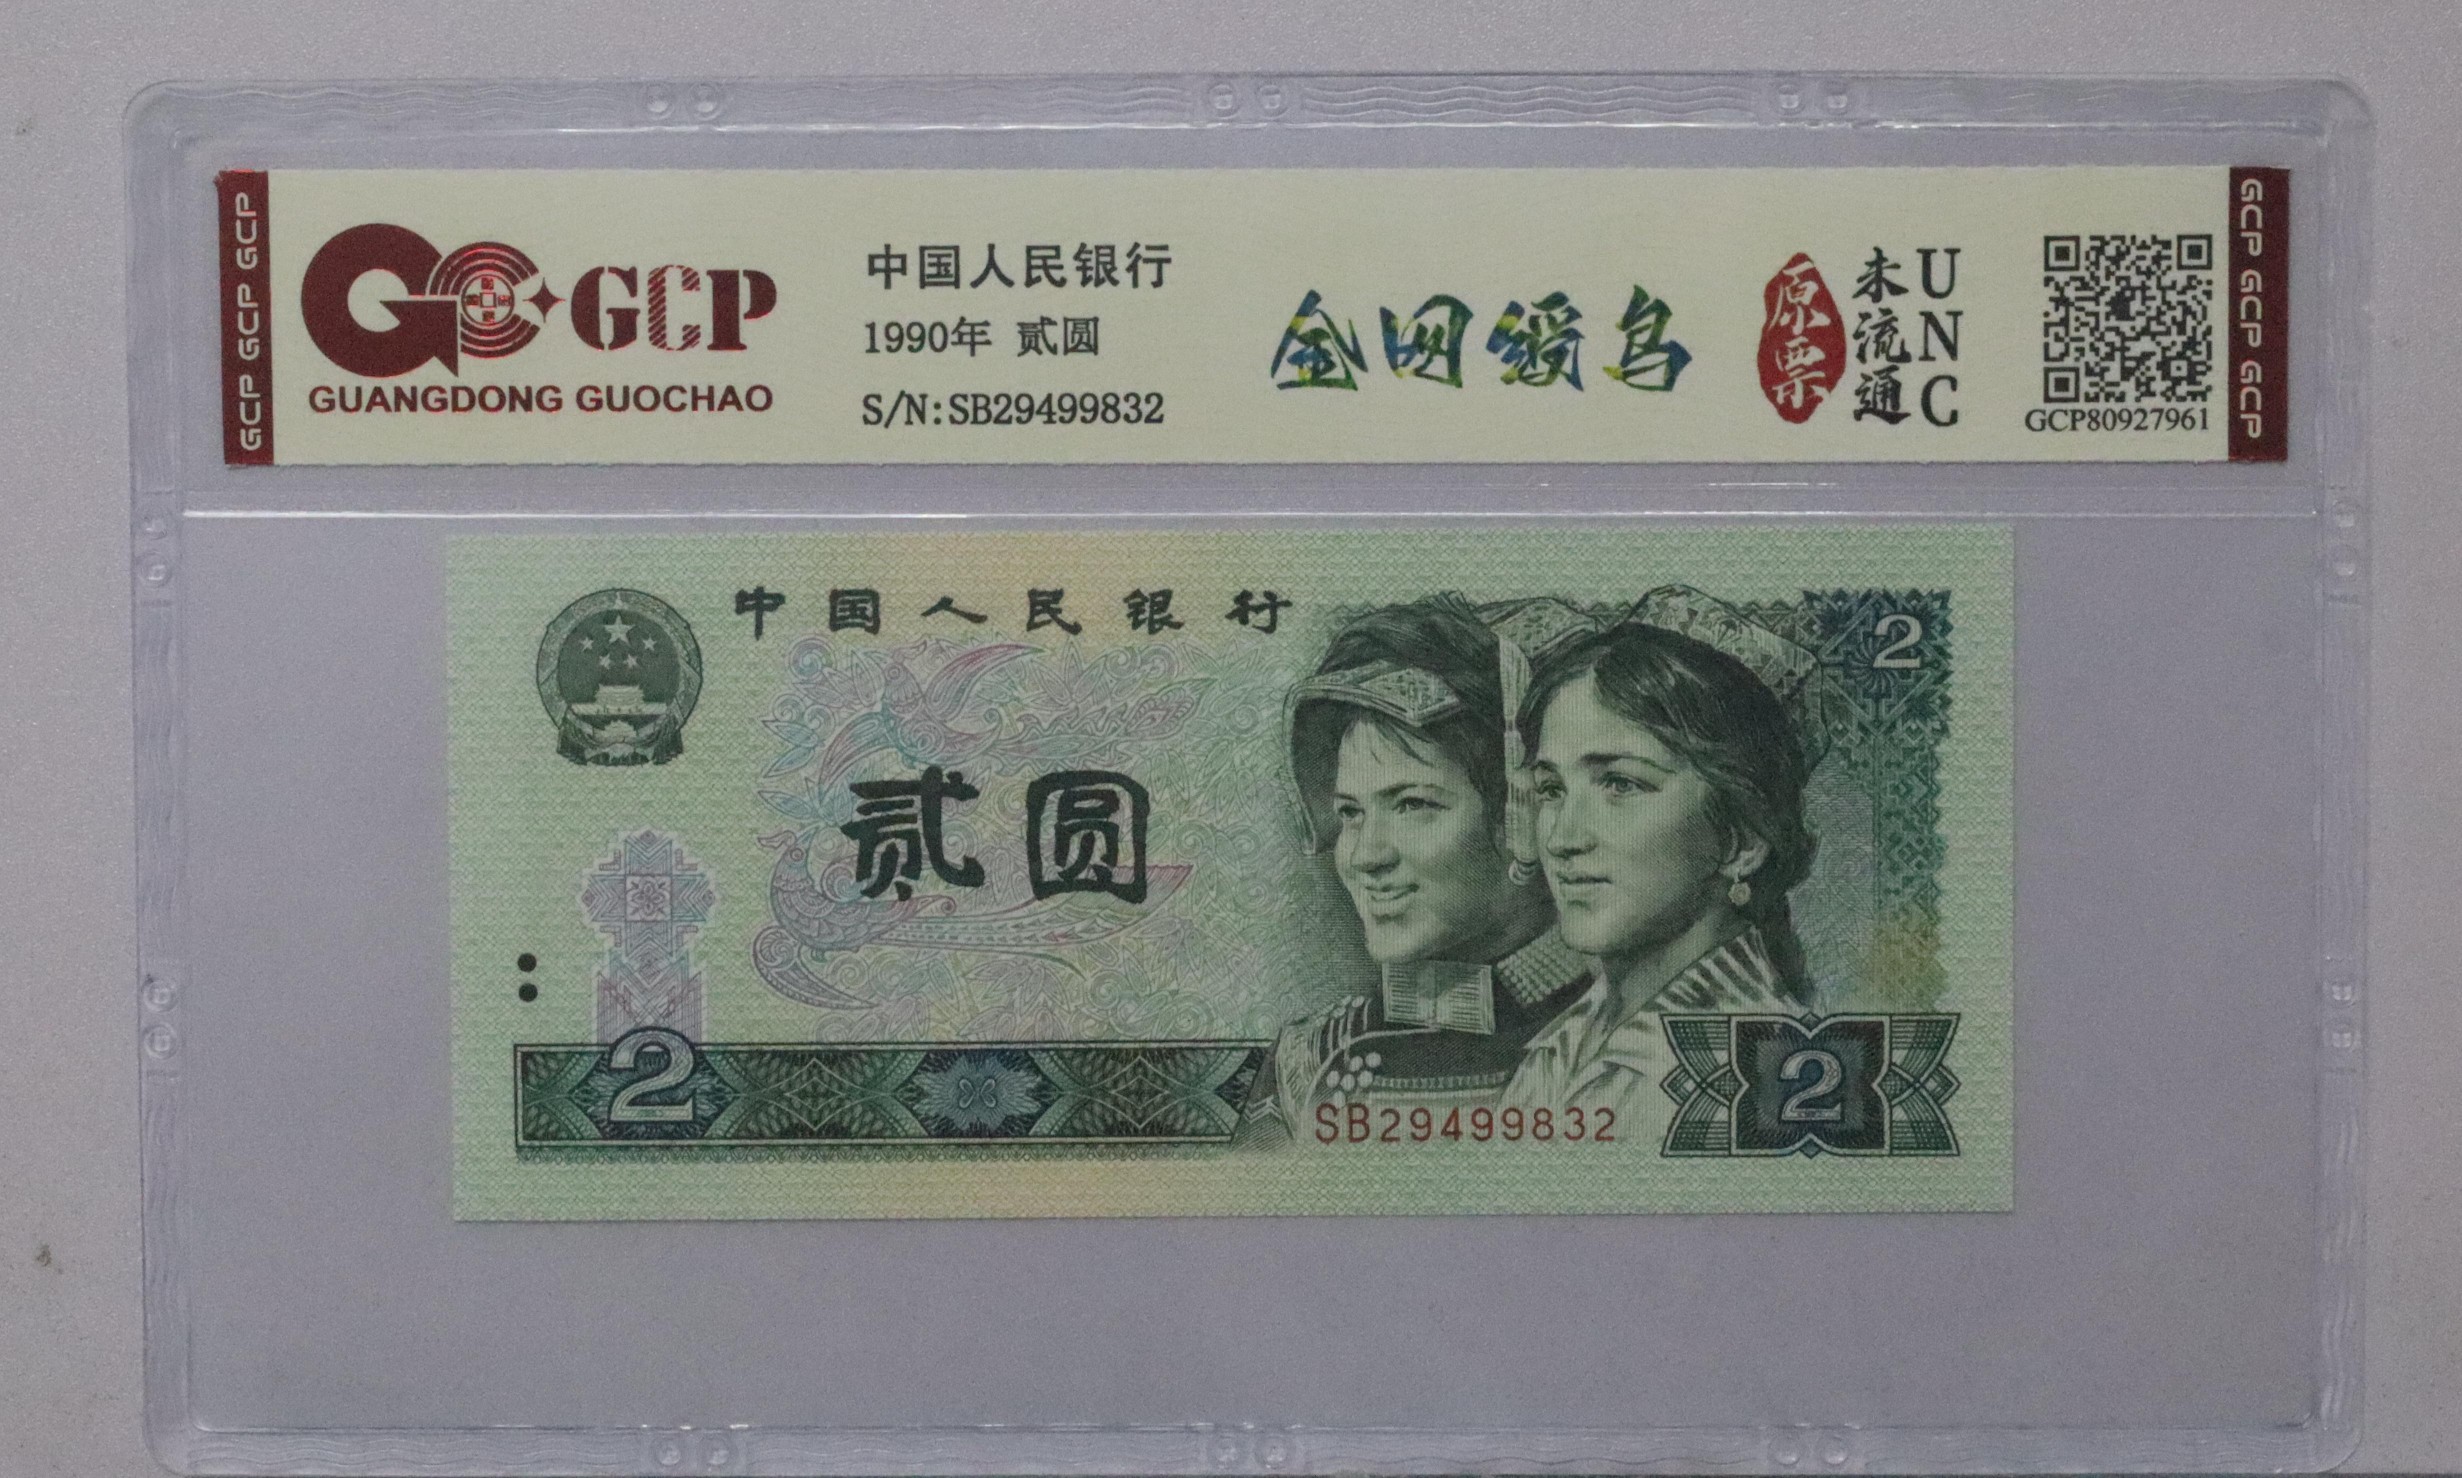 GCP GCP GCP
GCP
GUANGDONG GUOCHAO
中国人民银行
1990年 贰圆
S/N:SB29499832
金网绶鸟
原票
未流通
UNC
GCP80927961
GCP GCP GCP
中国人民银行
2
贰圆
2
SB29499832
2